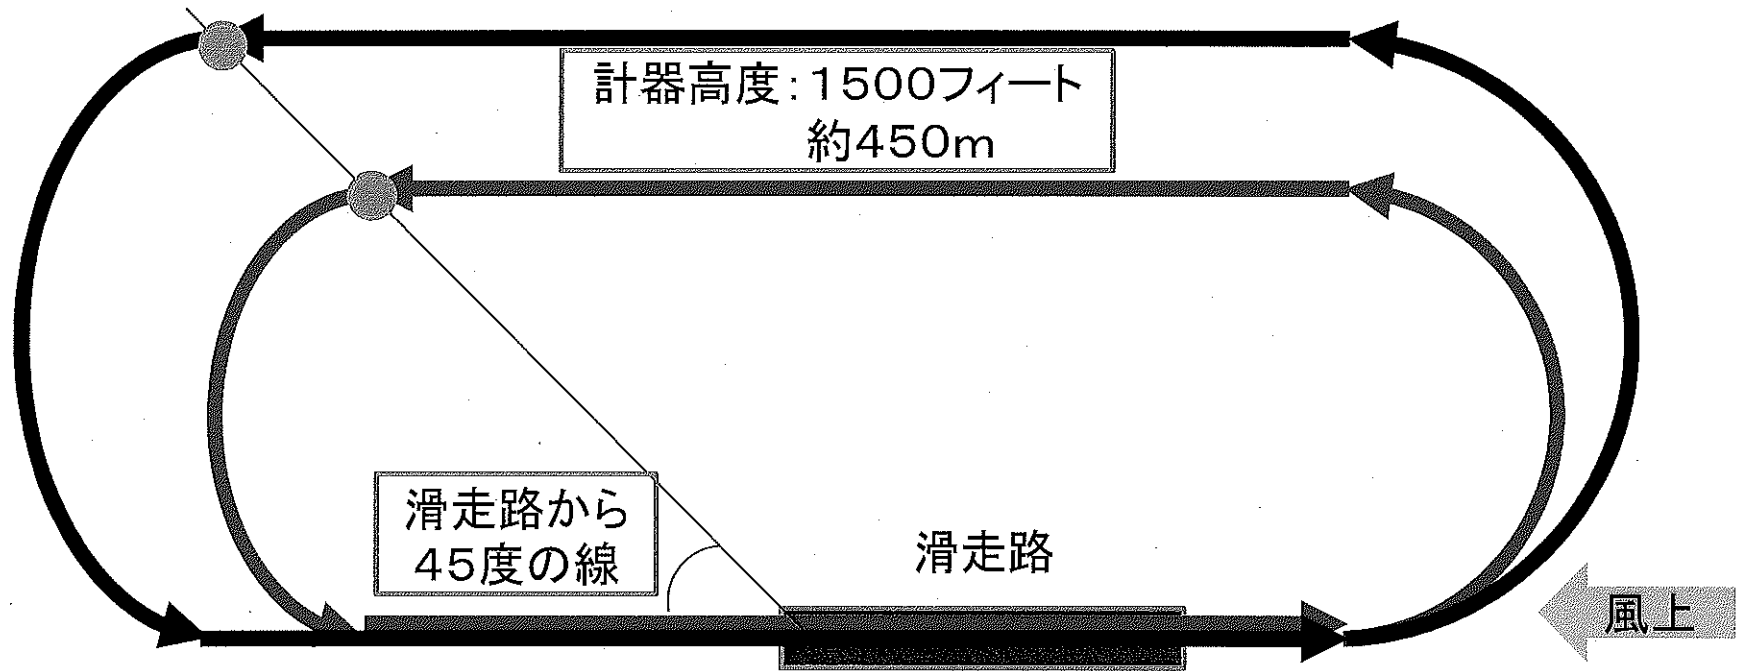 計器高度：1500フィート
約450m
滑走路から
45度の線
滑走路
風上